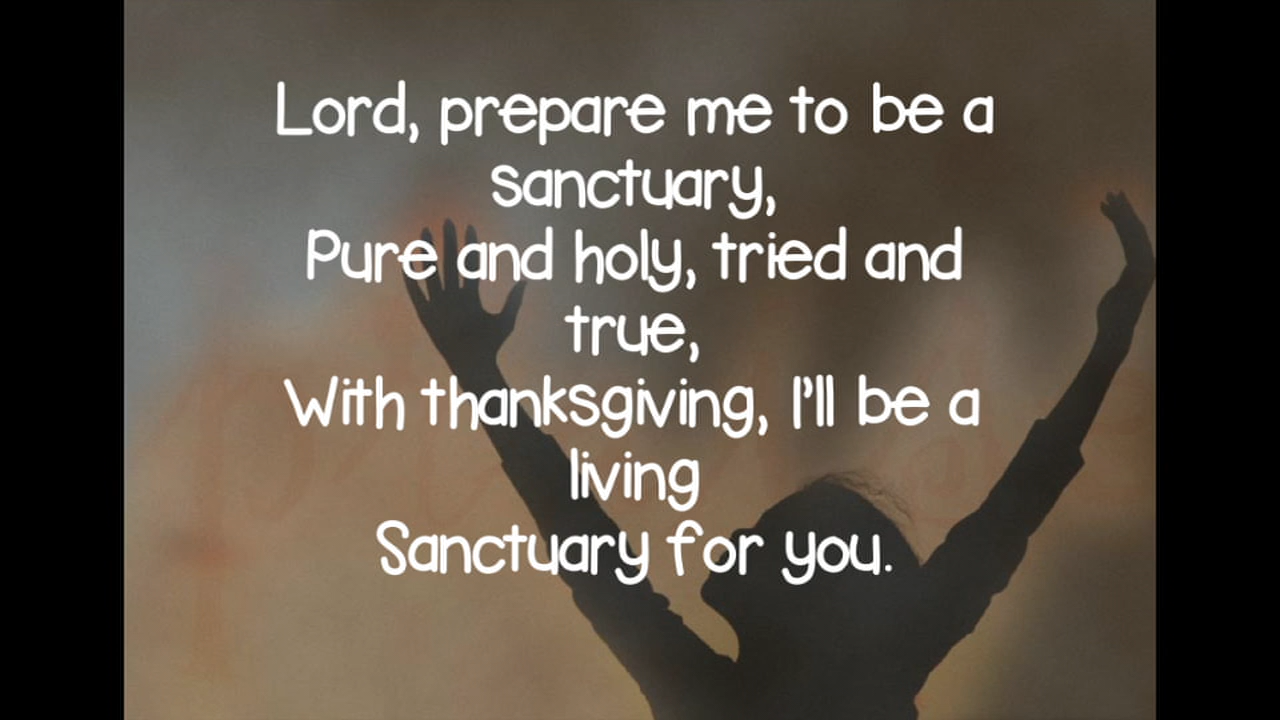 Lord, prepare me to be a
sanctuary,
Pure and holy, tried and
true,
With thanksgiving, I'll be a
living
Sanctuary for you.